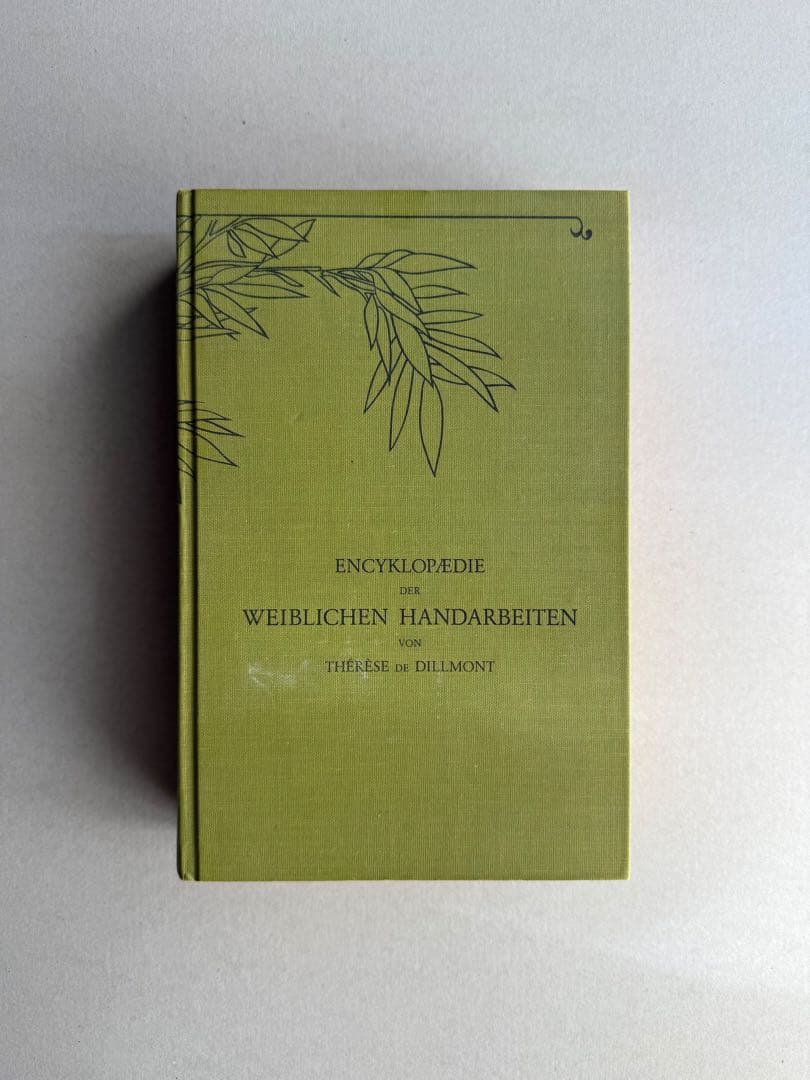 ENCYKLOPÆDIE
DER
WEIBLICHEN HANDARBEITEN
VON
THÉRÈSE DE DILLMONT